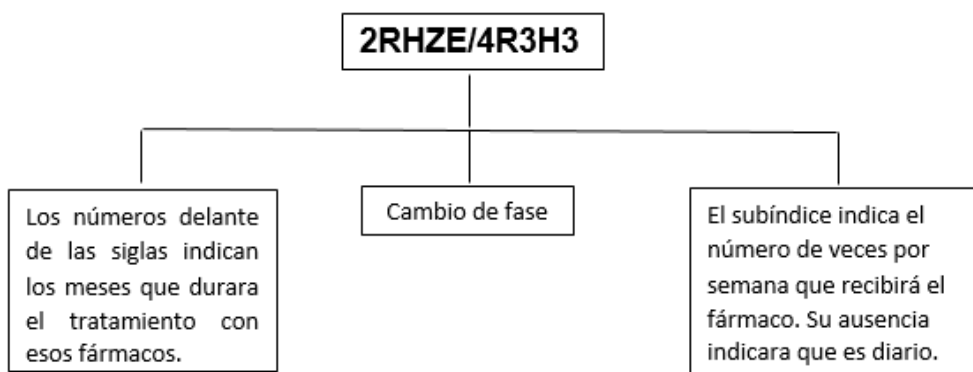 2RHZE/4R3H3
Los números delante
de las siglas indican
los meses que durara
el tratamiento con
esos fármacos.
Cambio de fase
El subíndice indica el
número de veces por
semana que recibirá el
fármaco. Su ausencia
indicara que es diario.